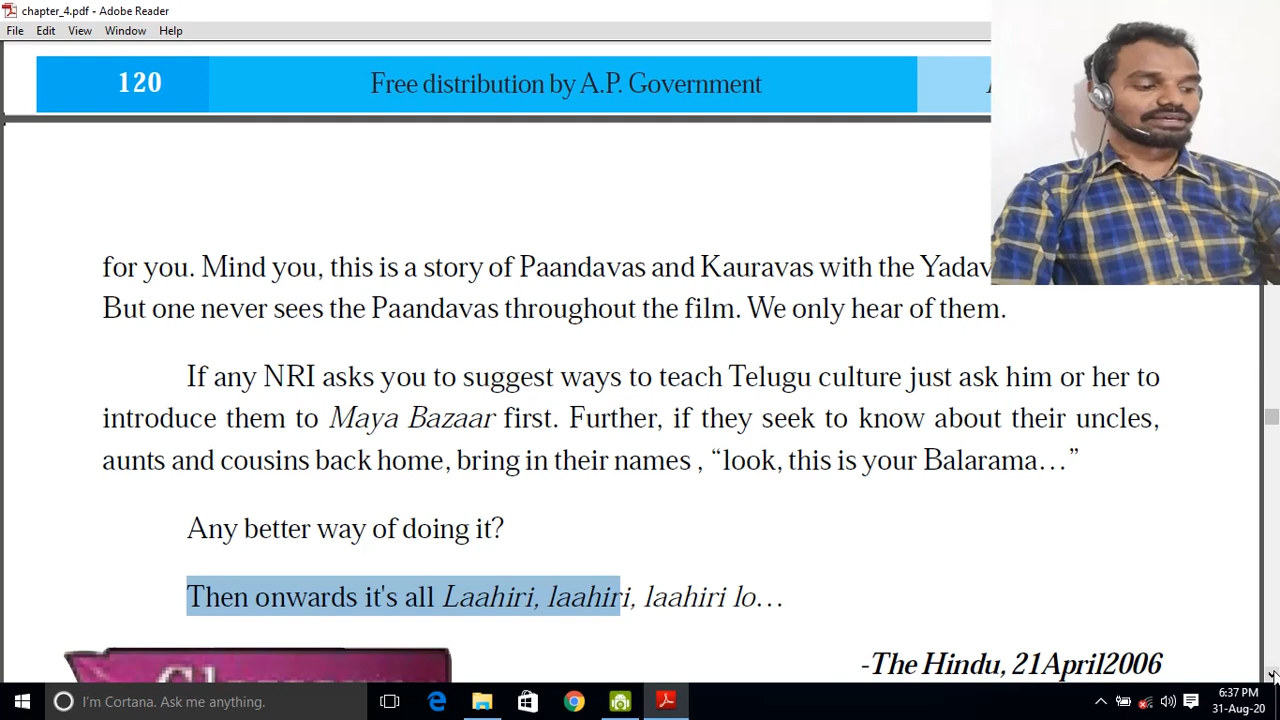 chapter_4.pdf - Adobe Reader
File Edit View Window Help
120 Free distribution by A.P. Government
for you. Mind you, this is a story of Paandavas and Kauravas with the Yadav
But one never sees the Paandavas throughout the film. We only hear of them.
If any NRI asks you to suggest ways to teach Telugu culture just ask him or her to
introduce them to Maya Bazaar first. Further, if they seek to know about their uncles,
aunts and cousins back home, bring in their names , “look, this is your Balarama…”
Any better way of doing it?
Then onwards it's all Laahiri, laahiri, laahiri lo…
-The Hindu, 21April2006
I'm Cortana. Ask me anything.
6:37 PM
31-Aug-20